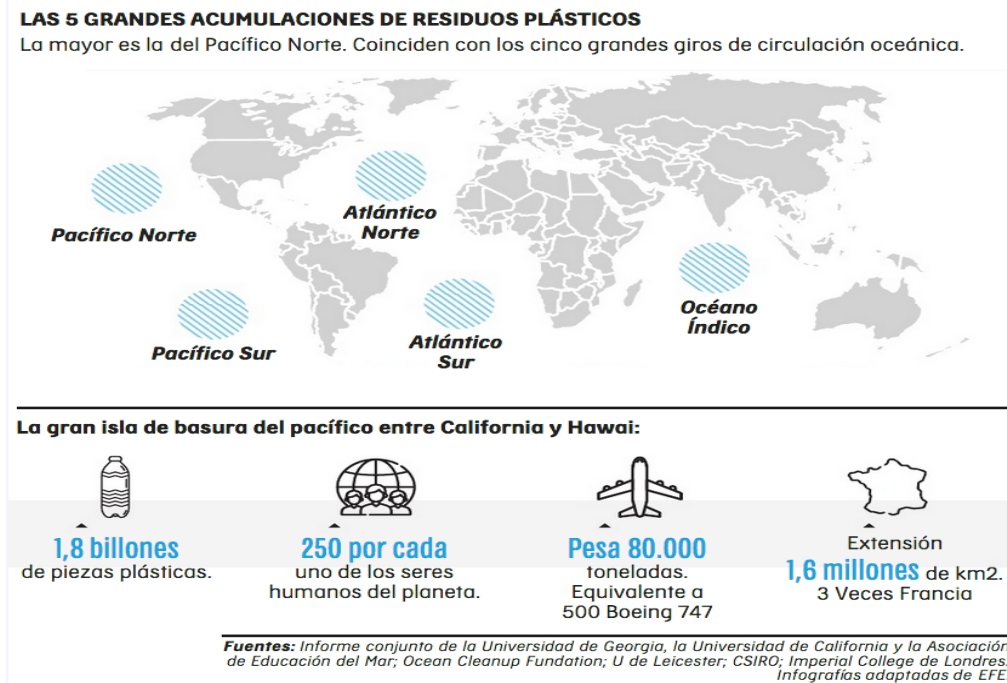 LAS 5 GRANDES ACUMULACIONES DE RESIDUOS PLÁSTICOS
La mayor es la del Pacífico Norte. Coinciden con los cinco grandes giros de circulación oceánica.
Pacífico Norte
Atlántico
Norte
Pacífico Sur
Atlántico
Sur
Océano
Índico
La gran isla de basura del pacífico entre California y Hawai:
1,8 billones
de piezas plásticas.
250 por cada
uno de los seres
humanos del planeta.
Pesa 80.000
toneladas.
Equivalente a
500 Boeing 747
Extensión
1,6 millones de km2.
3 Veces Francia
Fuentes: Informe conjunto de la Universidad de Georgia, la Universidad de California y la Asociación
de Educación del Mar; Ocean Cleanup Fundation; U de Leicester; CSIRO; Imperial College de Londres.
Infografías adaptadas de EFE